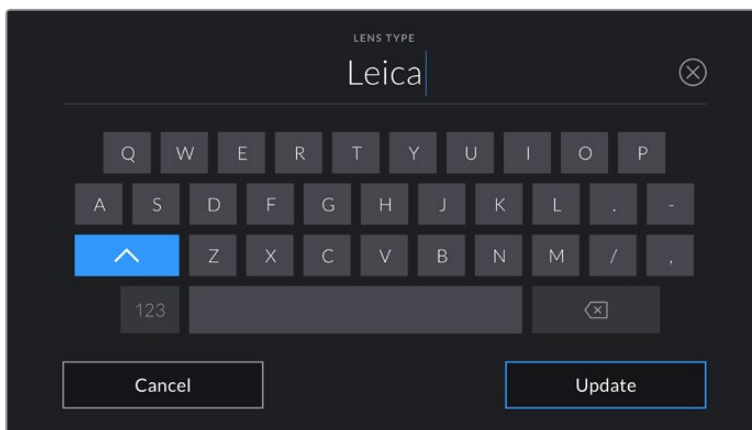 LENS TYPE
Leica
Q W E R T Y U I O P
A S D F G H J K L . -
Z X C V B N M / ,
123
Cancel Update